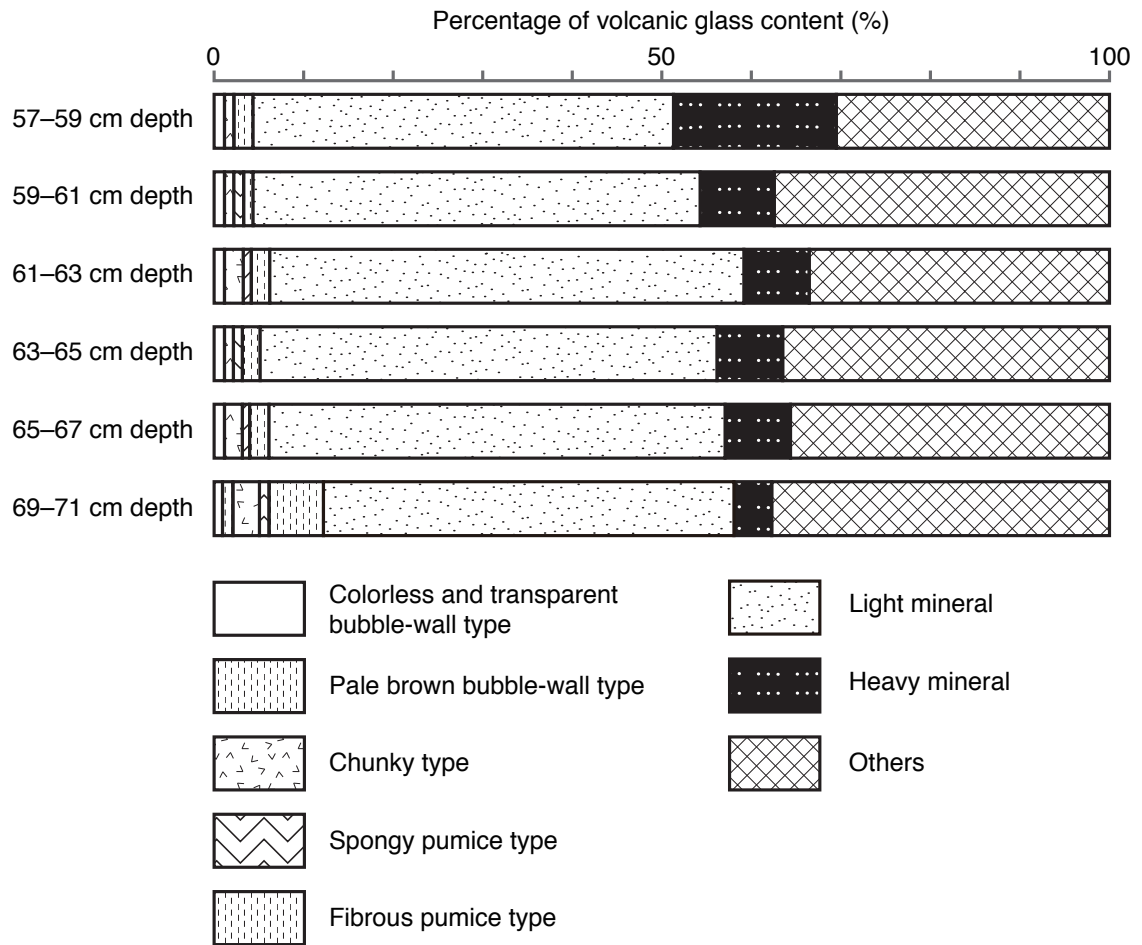 Percentage of volcanic glass content (%)
0 50 100
57–59 cm depth
59–61 cm depth
61–63 cm depth
63–65 cm depth
65–67 cm depth
69–71 cm depth
Colorless and transparent
bubble-wall type
Pale brown bubble-wall type
Chunky type
Spongy pumice type
Fibrous pumice type
Light mineral
Heavy mineral
Others